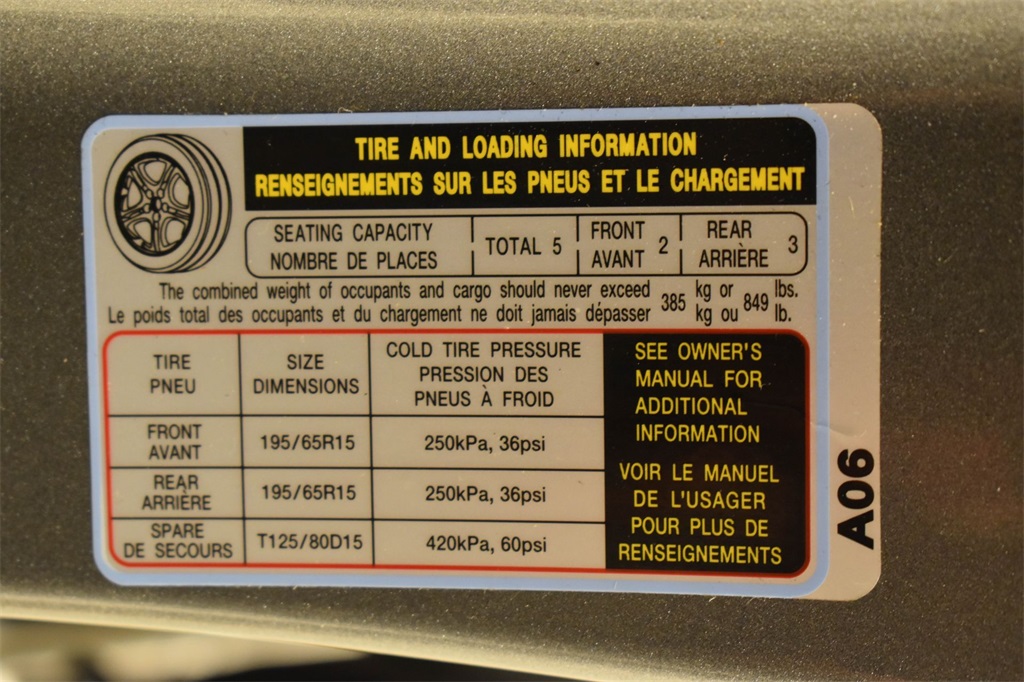 TIRE AND LOADING INFORMATION
RENSEIGNEMENTS SUR LES PNEUS ET LE CHARGEMENT
SEATING CAPACITY
NOMBRE DE PLACES
TOTAL 5
FRONT
AVANT 2
REAR
ARRIÈRE 3
The combined weight of occupants and cargo should never exceed 385 kg or 849 lbs.
Le poids total des occupants et du chargement ne doit jamais dépasser kg ou lb.
TIRE
PNEU
SIZE
DIMENSIONS
COLD TIRE PRESSURE
PRESSION DES
PNEUS À FROID
FRONT
AVANT
195/65R15
250kPa, 36psi
REAR
ARRIÈRE
195/65R15
250kPa, 36psi
SPARE
DE SECOURS
T125/80D15
420kPa, 60psi
SEE OWNER'S
MANUAL FOR
ADDITIONAL
INFORMATION
VOIR LE MANUEL
DE L'USAGER
POUR PLUS DE
RENSEIGNEMENTS
A06